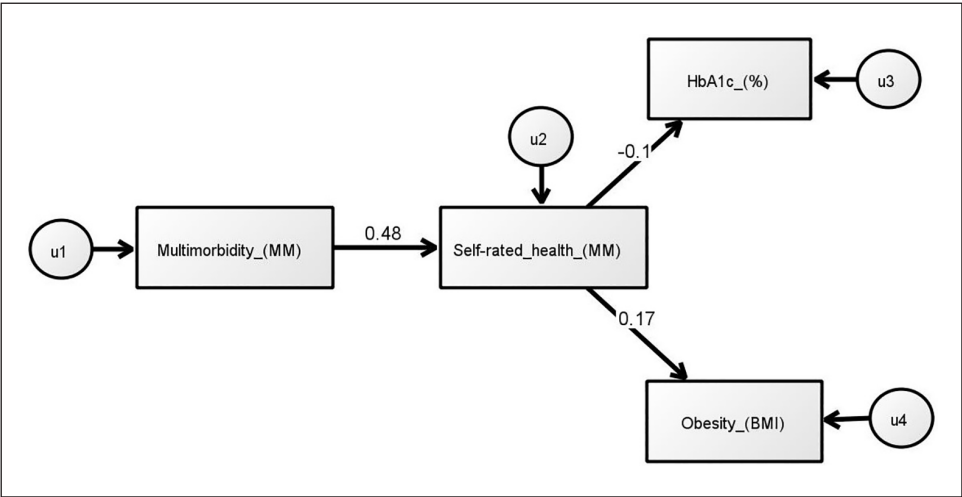 HbA1c_(%)
u3
u2
-0.1
u1
Multimorbidity_(MM)
0.48
Self-rated_health_(MM)
0.17
Obesity_(BMI)
u4